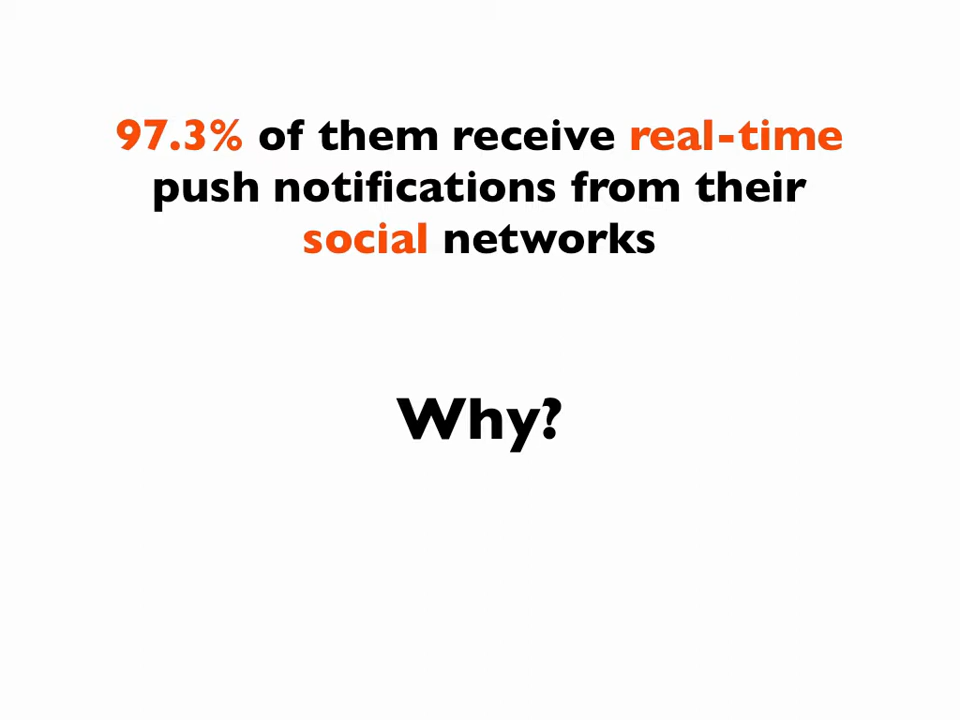 97.3% of them receive real-time
push notifications from their
social networks
Why?